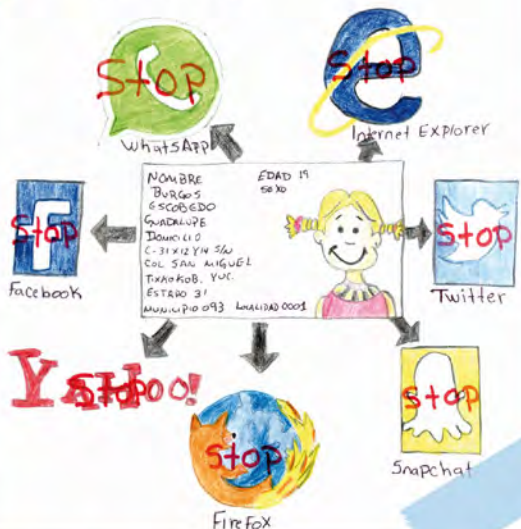 Stop
WhatsApp
Stop
Internet Explorer
NOMBRE
BURGOS
ESCOBEDO
GUADALUPE
DOMICILIO
C-31 X 12 Y 14 S/N
COL SAN MIGUEL
TIXKOKOB. YUC.
ESTADO 31
MUNICIPIO 093 LOCALIDAD 0001
EDAD 19
SEXO
Stop
Facebook
Stop
Twitter
YAHOO!
Stop
Stop
FireFox
Stop
Snapchat